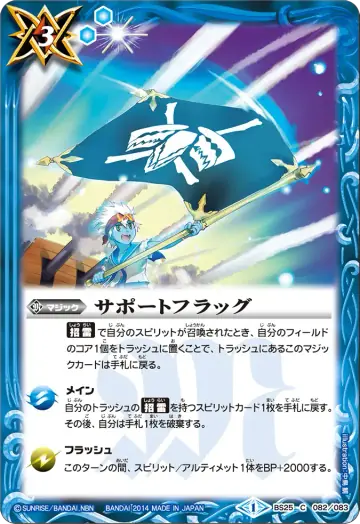 3
マジック サポートフラッグ
招雷で自分のスピリットが召喚されたとき、自分のフィールド
のコア1個をトラッシュに置くことで、トラッシュにあるこのマジ
ックカードは手札に戻る。
メイン
自分のトラッシュの招雷を持つスピリットカード1枚を手札に戻す。
その後、自分は手札1枚を破棄する。
フラッシュ
このターンの間、スピリット/アルティメット1体をBP+2000する。
©SUNRISE/BANDAI.NBN BANDAI 2014 MADE IN JAPAN 1 BS25 - C 082/083